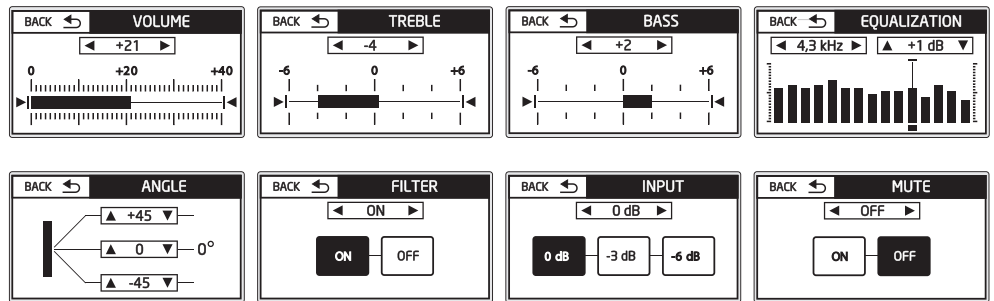 BACK VOLUME
◄ +21 ►
0 +20 +40
BACK TREBLE
◄ -4 ►
-6 0 +6
BACK BASS
◄ +2 ►
-6 0 +6
BACK EQUALIZATION
◄ 4,3 kHz ► ▲ +1 dB ▼
BACK ANGLE
▲ +45 ▼
▲ 0 ▼ 0°
▲ -45 ▼
BACK FILTER
◄ ON ►
ON OFF
BACK INPUT
◄ 0 dB ►
0 dB -3 dB -6 dB
BACK MUTE
◄ OFF ►
ON OFF